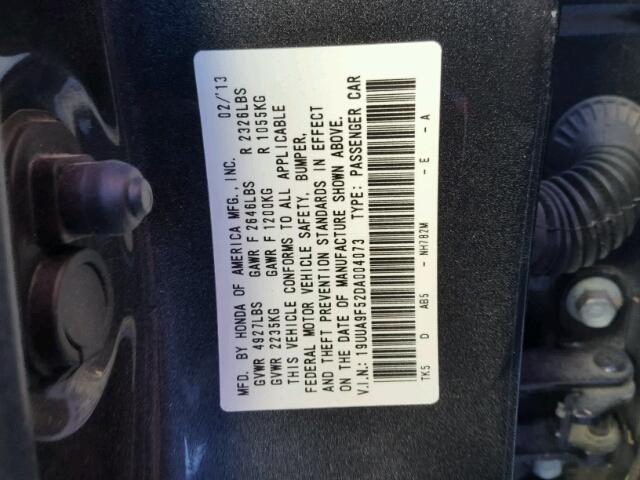 MFD. BY HONDA OF AMERICA MFG., INC. 02/'13
GVWR 4927LBS GAWR F 2646LBS R 2326LBS
GVWR 2235KG GAWR F 1200KG R 1055KG
THIS VEHICLE CONFORMS TO ALL APPLICABLE
FEDERAL MOTOR VEHICLE SAFETY, BUMPER,
AND THEFT PREVENTION STANDARDS IN EFFECT
ON THE DATE OF MANUFACTURE SHOWN ABOVE.
V.I.N.: 19UUA9F52DA004073 TYPE: PASSENGER CAR
TK5 D AB5 - NH782M - E - A